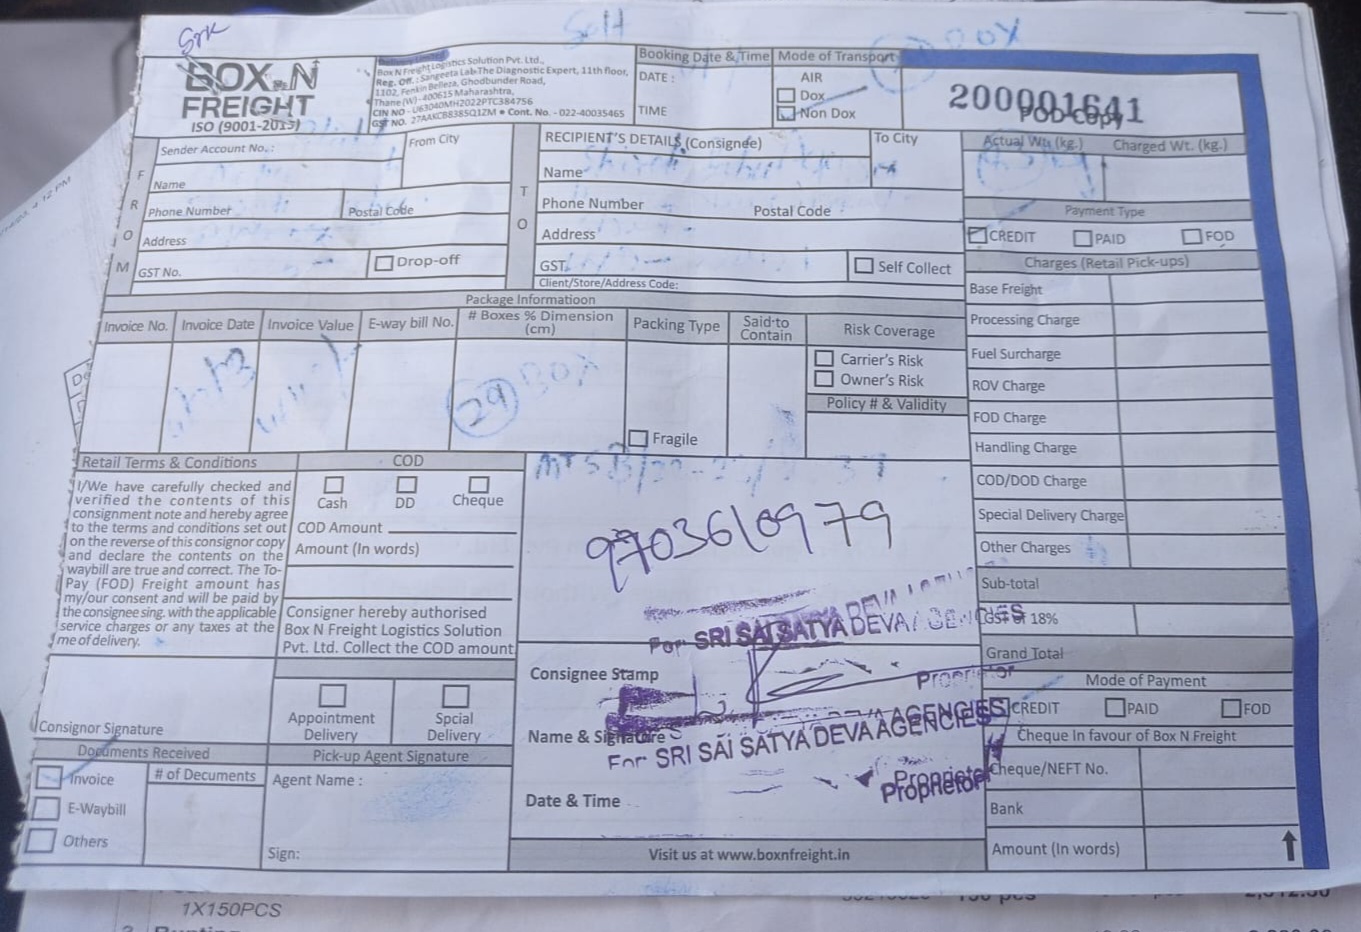 Self
BOX
BOX N
FREIGHT
ISO (9001-2015)
Box N Freight Logistics Solution Pvt. Ltd.,
Reg. Off. : Sangeeta Lab The Diagnostic Expert, 11th floor,
1102, Fenkin Belleza, Ghodbunder Road,
Thane (W) -400615 Maharashtra,
CIN NO - U63040MH2022PTC384756
GST NO. 27AAKCB8385Q1ZM • Cont. No. -022-40035465
Booking Date & Time
DATE :
TIME
Mode of Transport
AIR
Dox
Non Dox
200001641
POD Copy
FROM
Sender Account No. :
From City
Name
Phone Number
Postal Code
Address
GST No.
Drop-off
TO
RECIPIENT'S DETAILS (Consignee)
To City
Name
Phone Number
Postal Code
Address
GST.
Self Collect
Client/Store/Address Code:
Actual Wt. (kg.)
Charged Wt. (kg.)
Payment Type
CREDIT
PAID
FOD
Charges (Retail Pick-ups)
Base Freight
Processing Charge
Fuel Surcharge
ROV Charge
FOD Charge
Handling Charge
COD/DOD Charge
Special Delivery Charge
Other Charges
Sub-total
GST @ 18%
Grand Total
Package Informatioon
Invoice No.
Invoice Date
Invoice Value
E-way bill No.
# Boxes % Dimension
(cm)
Packing Type
Said-to
Contain
Risk Coverage
Carrier's Risk
Owner's Risk
Policy # & Validity
29 BOX
Fragile
Retail Terms & Conditions
I/We have carefully checked and
verified the contents of this
consignment note and hereby agree
to the terms and conditions set out
on the reverse of this consignor copy
and declare the contents on the
waybill are true and correct. The To-
Pay (FOD) Freight amount has
my/our consent and will be paid by
the consignee sing. with the applicable
service charges or any taxes at the
me of delivery.
COD
Cash
DD
Cheque
COD Amount
Amount (In words)
Consigner hereby authorised
Box N Freight Logistics Solution
Pvt. Ltd. Collect the COD amount
Consignor Signature
Appointment
Delivery
Spcial
Delivery
9703610979
For SRI SAI SATYA DEVA AGENCIES
Proprietor
Consignee Stamp
Name & Signature
For SRI SAI SATYA DEVA AGENCIES
Proprietor
Date & Time
Mode of Payment
CREDIT
PAID
FOD
Cheque In favour of Box N Freight
Cheque/NEFT No.
Bank
Amount (In words)
Documents Received
Invoice
E-Waybill
Others
# of Decuments
Pick-up Agent Signature
Agent Name :
Sign:
Visit us at www.boxnfreight.in
1X150PCS